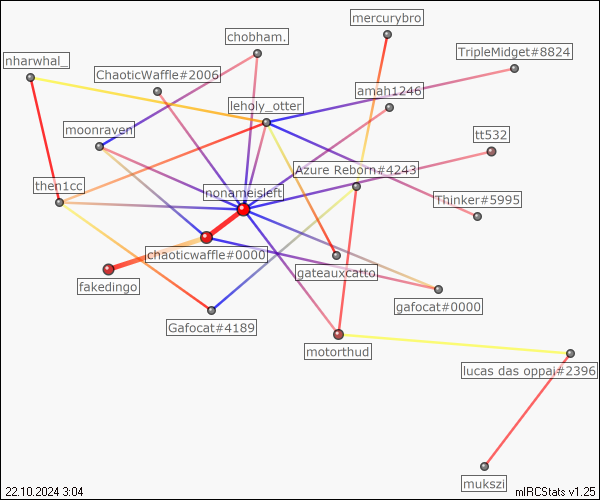 mercurybro
chobham.
TripleMidget#8824
nharwhal_
ChaoticWaffle#2006
amah1246
leholy_otter
moonraven
tt532
Azure Reborn#4243
then1cc
nonameisleft
Thinker#5995
chaoticwaffle#0000
gateauxcatto
fakedingo
gafocat#0000
Gafocat#4189
motorthud
lucas das oppai#2396
mukszi
22.10.2024 3:04
mIRCStats v1.25